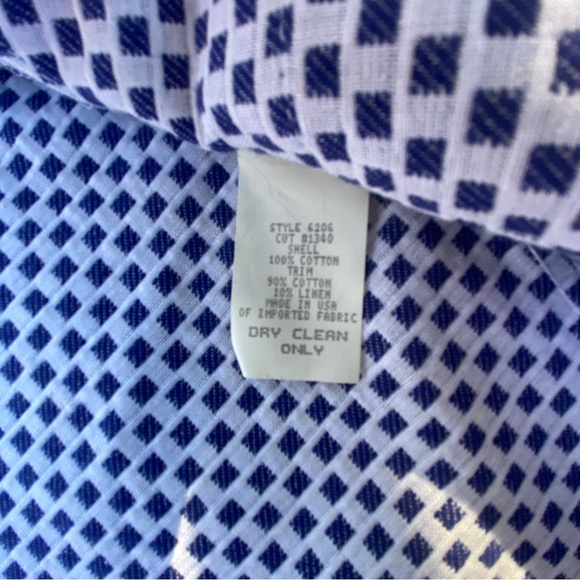 STYLE 6206
CUT #1340
SHELL
100% COTTON
TRIM
90% COTTON
10% LINEN
MADE IN USA
OF IMPORTED FABRIC
DRY CLEAN
ONLY